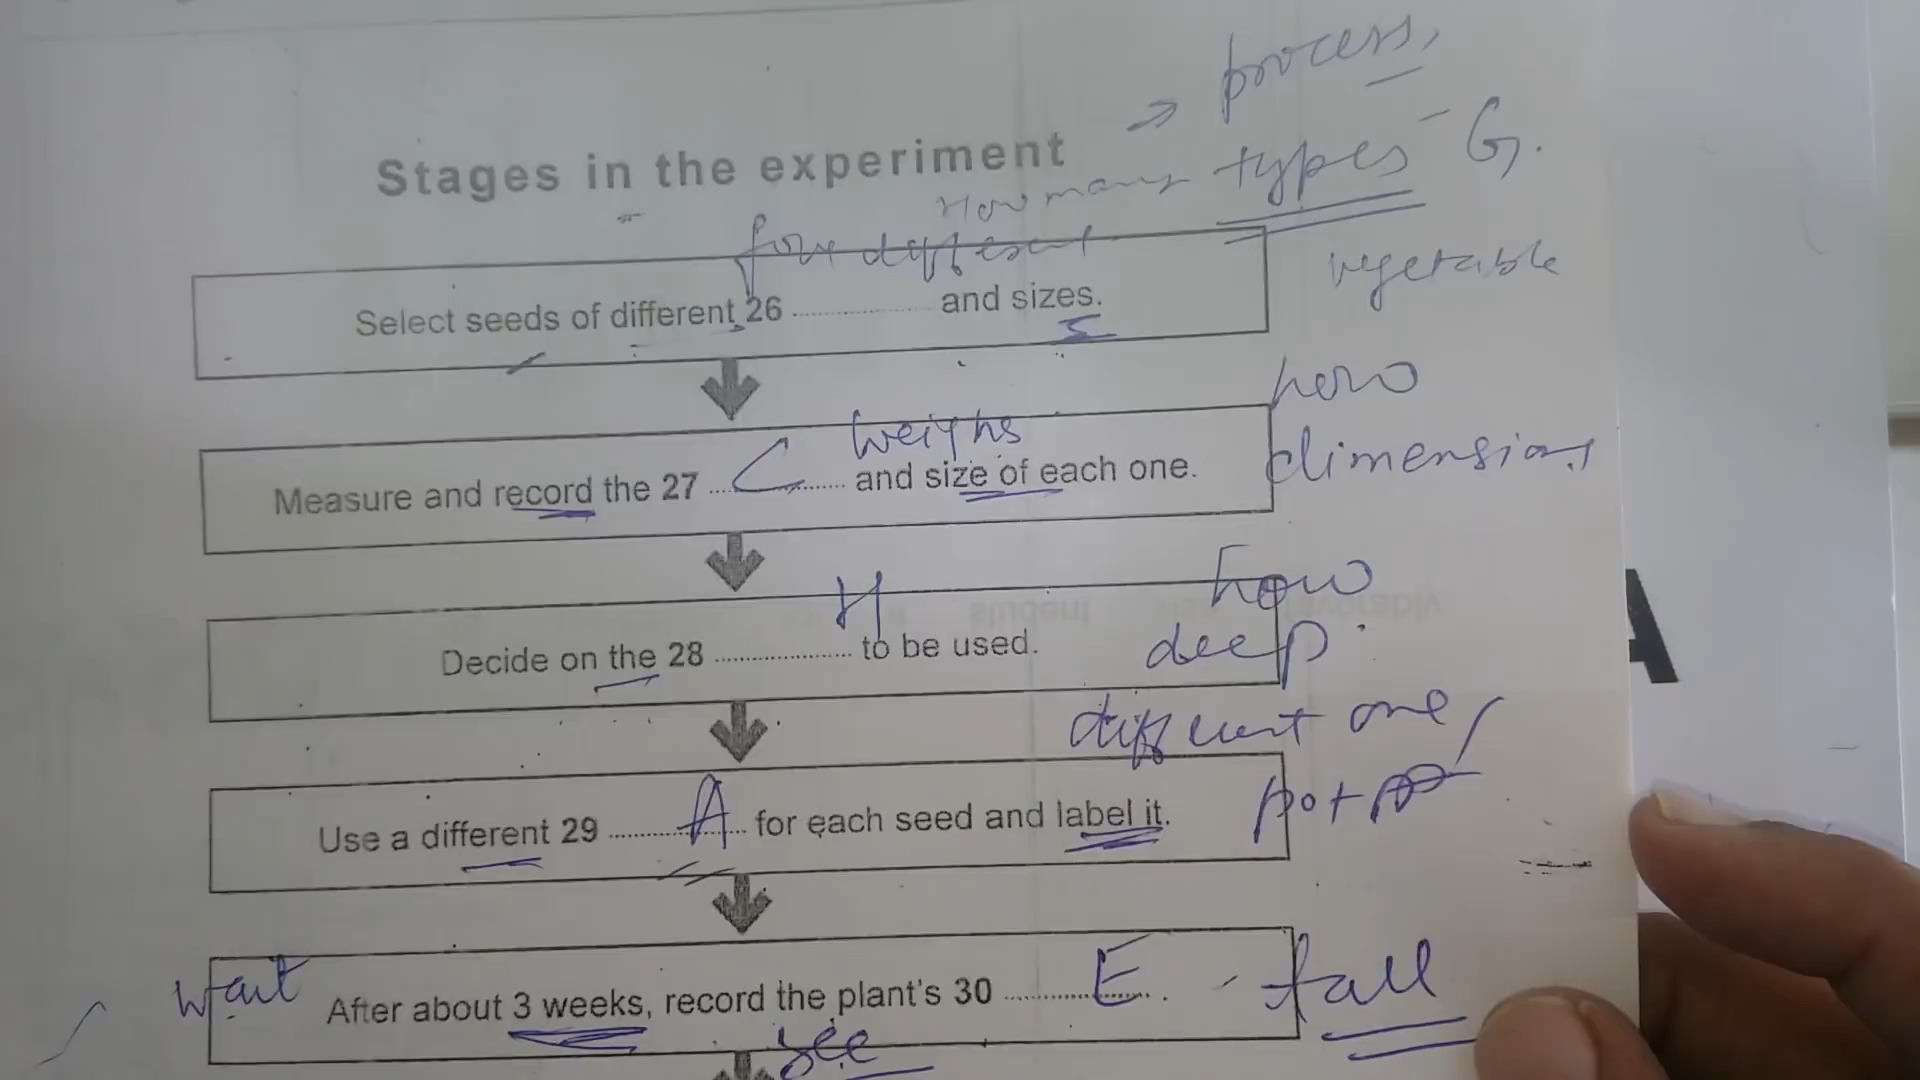 process,
Stages in the experiment
How many types - G.
four different
vegetable
Select seeds of different 26 .................... and sizes.
how
dimensions
weighs
Measure and record the 27 ....C.... and size of each one.
how
deep.
H
Decide on the 28 .................... to be used.
different one
pot
Use a different 29 ....A.... for each seed and label it.
wait
After about 3 weeks, record the plant's 30 ....E.... - tall
see
A